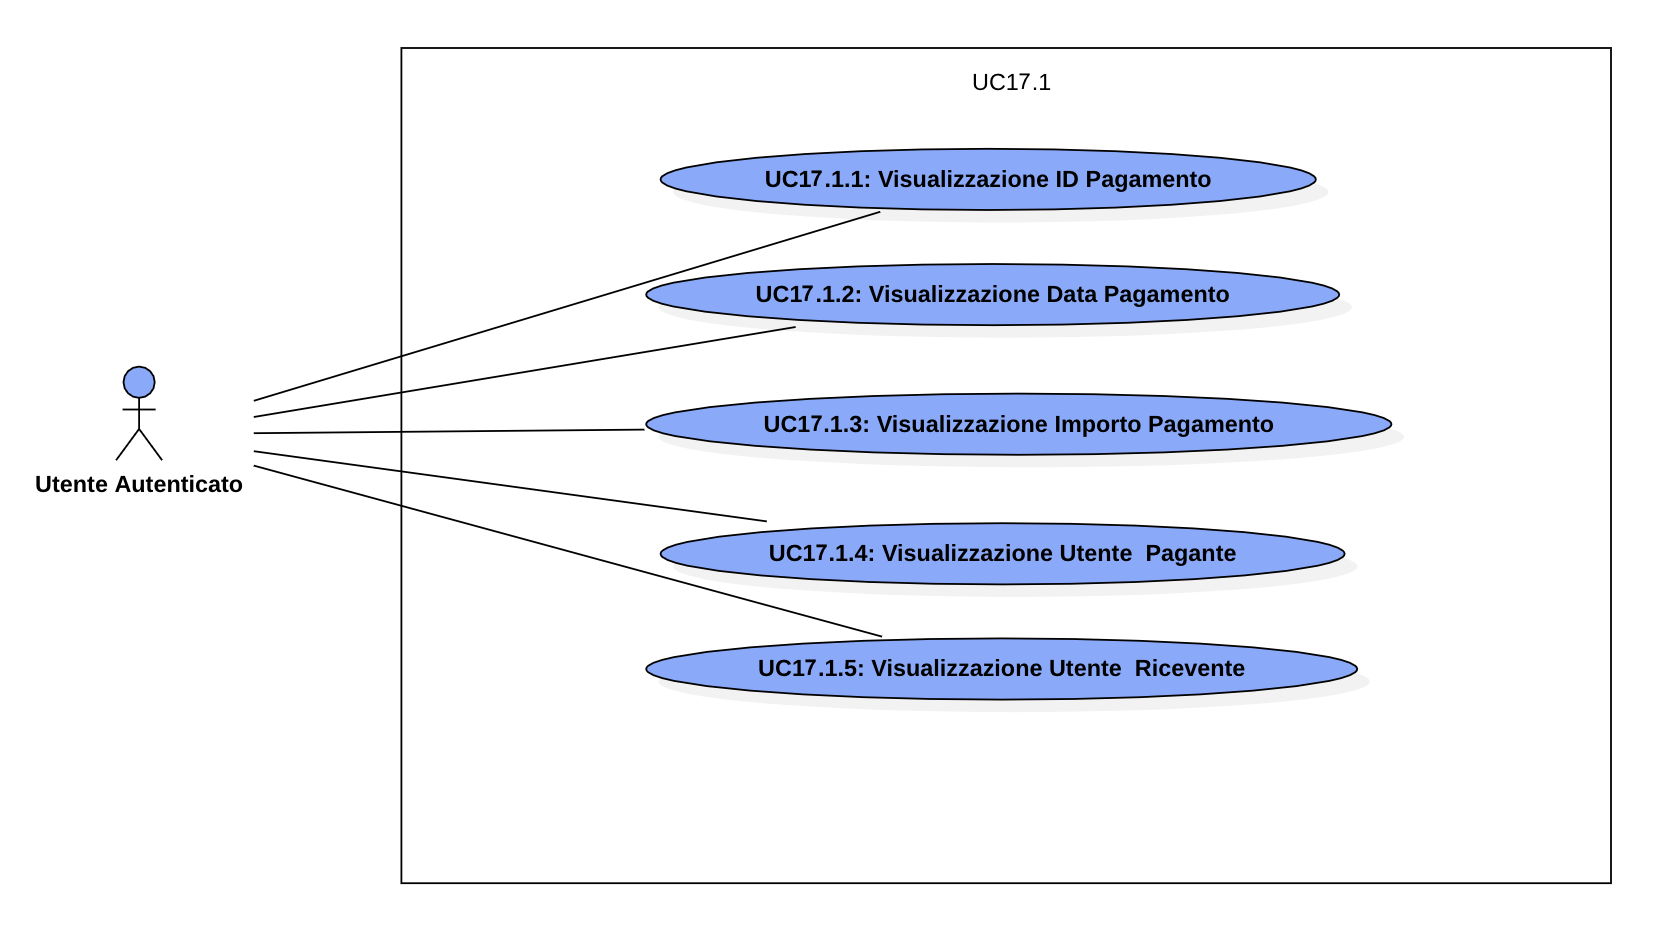 UC17.1
UC17.1.1: Visualizzazione ID Pagamento
UC17.1.2: Visualizzazione Data Pagamento
UC17.1.3: Visualizzazione Importo Pagamento
Utente Autenticato
UC17.1.4: Visualizzazione Utente  Pagante
UC17.1.5: Visualizzazione Utente  Ricevente